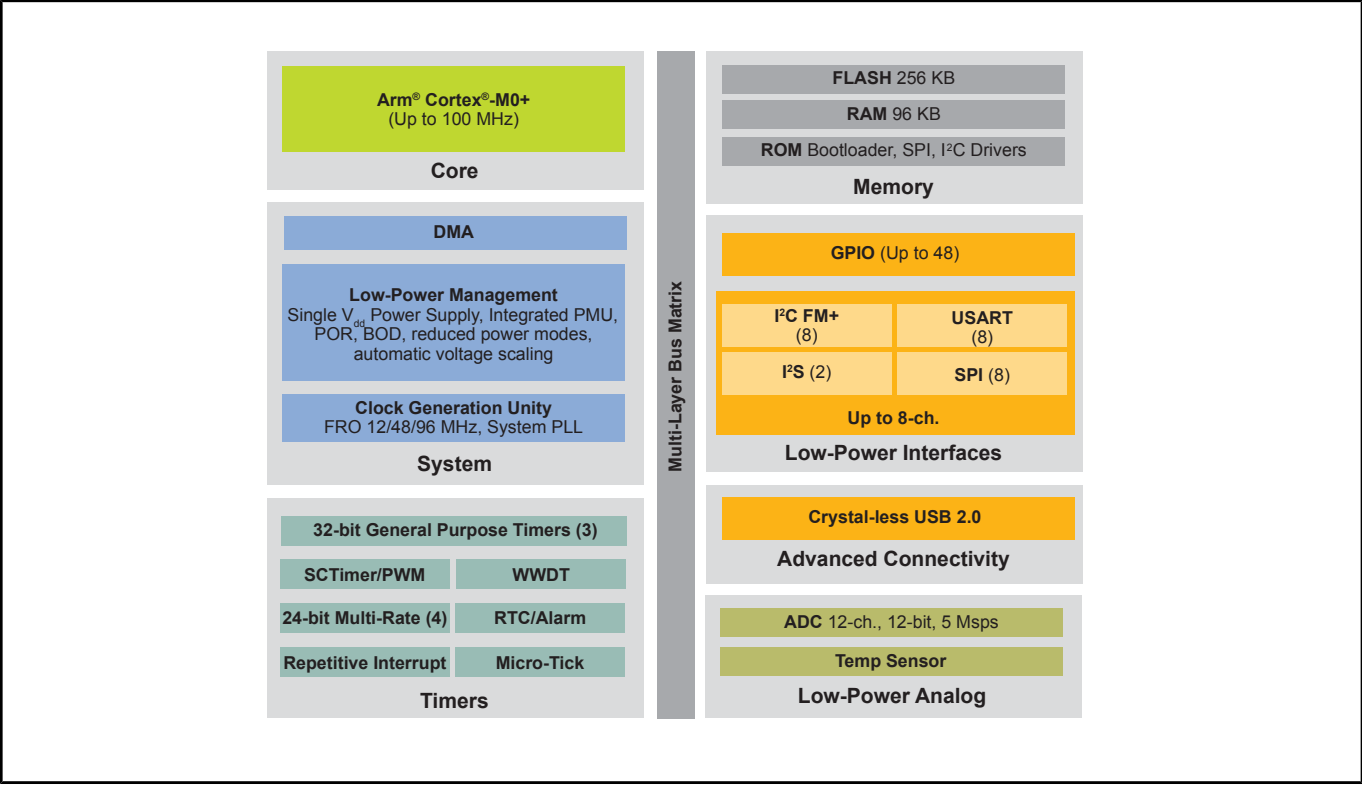 Arm® Cortex®-M0+
(Up to 100 MHz)
Core
DMA
Low-Power Management
Single Vdd Power Supply, Integrated PMU,
POR, BOD, reduced power modes,
automatic voltage scaling
Clock Generation Unity
FRO 12/48/96 MHz, System PLL
System
32-bit General Purpose Timers (3)
SCTimer/PWM
WWDT
24-bit Multi-Rate (4)
RTC/Alarm
Repetitive Interrupt
Micro-Tick
Timers
Multi-Layer Bus Matrix
FLASH 256 KB
RAM 96 KB
ROM Bootloader, SPI, I²C Drivers
Memory
GPIO (Up to 48)
I²C FM+
(8)
USART
(8)
I²S (2)
SPI (8)
Up to 8-ch.
Low-Power Interfaces
Crystal-less USB 2.0
Advanced Connectivity
ADC 12-ch., 12-bit, 5 Msps
Temp Sensor
Low-Power Analog